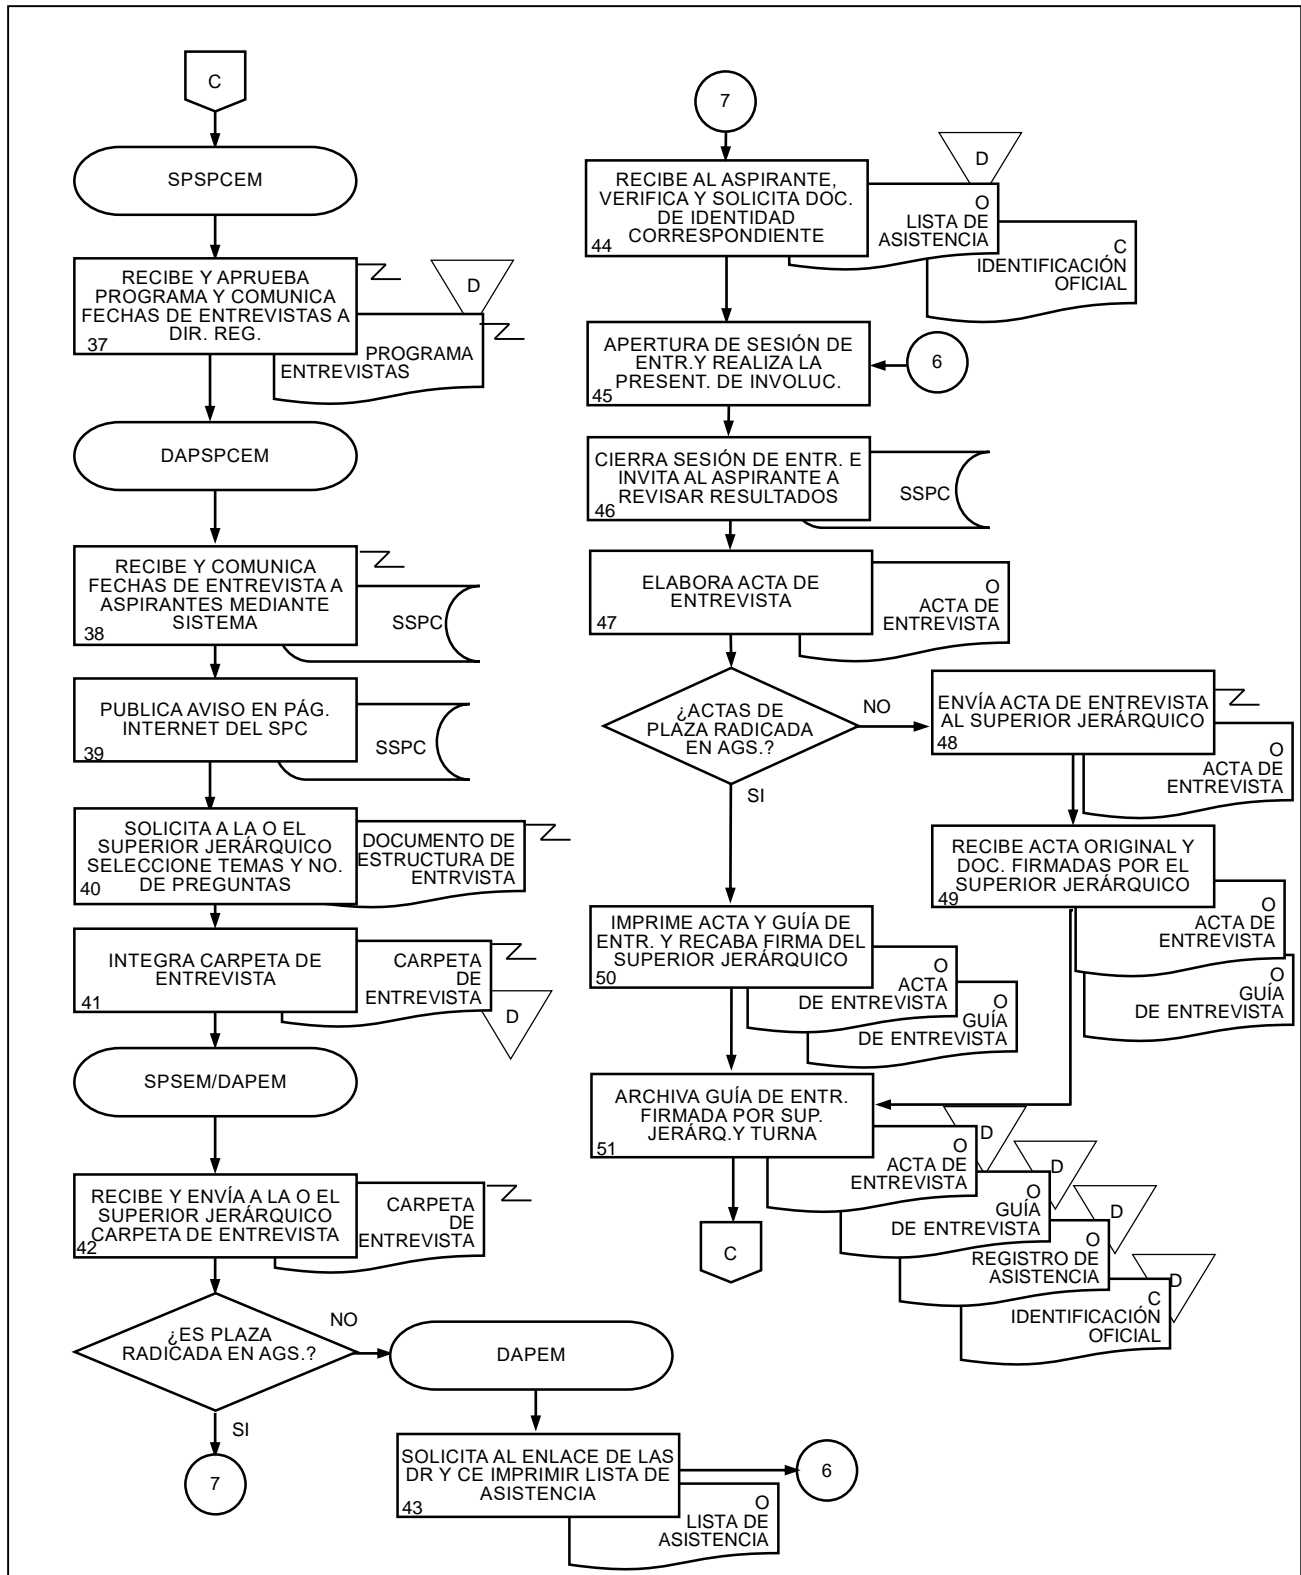 C
SPSPCEM
RECIBE Y APRUEBA
PROGRAMA Y COMUNICA
FECHAS DE ENTREVISTAS A
DIR. REG.
37
D
PROGRAMA
ENTREVISTAS
DAPSPCEM
RECIBE Y COMUNICA
FECHAS DE ENTREVISTA A
ASPIRANTES MEDIANTE
SISTEMA
38
SSPC
PUBLICA AVISO EN PÁG.
INTERNET DEL SPC
39
SSPC
SOLICITA A LA O EL
SUPERIOR JERÁRQUICO
SELECCIONE TEMAS Y NO.
DE PREGUNTAS
40
DOCUMENTO DE
ESTRUCTURA DE
ENTRVISTA
INTEGRA CARPETA DE
ENTREVISTA
41
CARPETA
DE
ENTREVISTA
D
SPSEM/DAPEM
RECIBE Y ENVÍA A LA O EL
SUPERIOR JERÁRQUICO
CARPETA DE ENTREVISTA
42
CARPETA
DE
ENTREVISTA
¿ES PLAZA
RADICADA EN AGS.?
NO
SI
7
DAPEM
SOLICITA AL ENLACE DE LAS
DR Y CE IMPRIMIR LISTA DE
ASISTENCIA
43
O
LISTA DE
ASISTENCIA
6
7
RECIBE AL ASPIRANTE,
VERIFICA Y SOLICITA DOC.
DE IDENTIDAD
CORRESPONDIENTE
44
D
O
LISTA DE
ASISTENCIA
C
IDENTIFICACIÓN
OFICIAL
APERTURA DE SESIÓN DE
ENTR.Y REALIZA LA
PRESENT. DE INVOLUC.
45
6
CIERRA SESIÓN DE ENTR. E
INVITA AL ASPIRANTE A
REVISAR RESULTADOS
46
SSPC
ELABORA ACTA DE
ENTREVISTA
47
O
ACTA DE
ENTREVISTA
¿ACTAS DE
PLAZA RADICADA
EN AGS.?
NO
SI
ENVÍA ACTA DE ENTREVISTA
AL SUPERIOR JERÁRQUICO
48
O
ACTA DE
ENTREVISTA
RECIBE ACTA ORIGINAL Y
DOC. FIRMADAS POR EL
SUPERIOR JERÁRQUICO
49
O
ACTA DE
ENTREVISTA
O
GUÍA
DE ENTREVISTA
IMPRIME ACTA Y GUÍA DE
ENTR. Y RECABA FIRMA DEL
SUPERIOR JERÁRQUICO
50
O
ACTA
DE ENTREVISTA
O
GUÍA
DE ENTREVISTA
ARCHIVA GUÍA DE ENTR.
FIRMADA POR SUP.
JERÁRQ.Y TURNA
51
D
O
ACTA DE
ENTREVISTA
D
O
GUÍA
DE ENTREVISTA
D
O
REGISTRO DE
ASISTENCIA
D
C
IDENTIFICACIÓN
OFICIAL
C